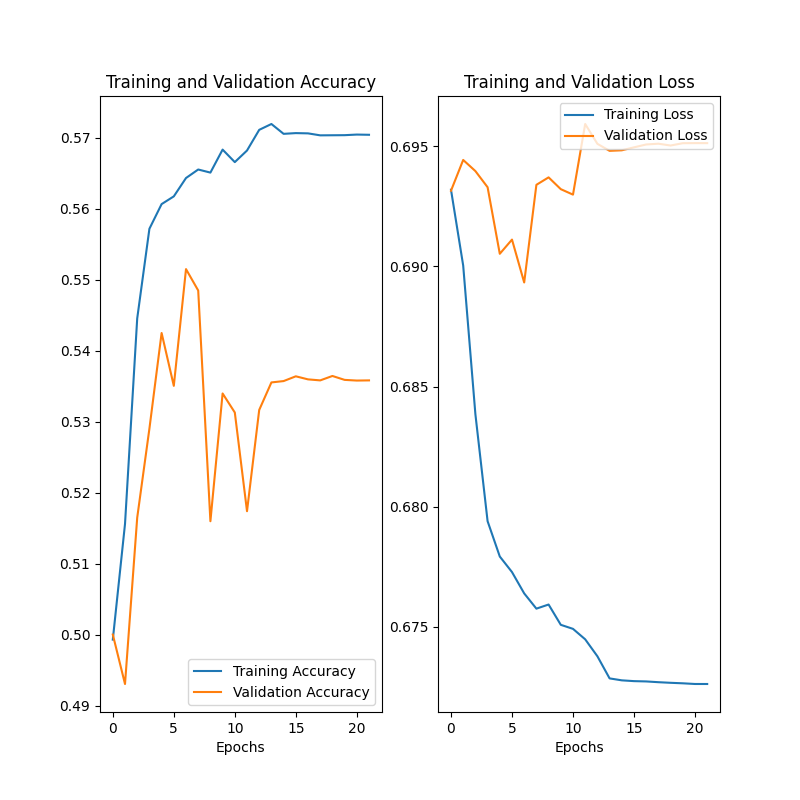 Training and Validation Accuracy
0.57
0.56
0.55
0.54
0.53
0.52
0.51
0.50
0.49
Training Accuracy
Validation Accuracy
0 5 10 15 20
Epochs
Training and Validation Loss
Training Loss
Validation Loss
0.695
0.690
0.685
0.680
0.675
0 5 10 15 20
Epochs